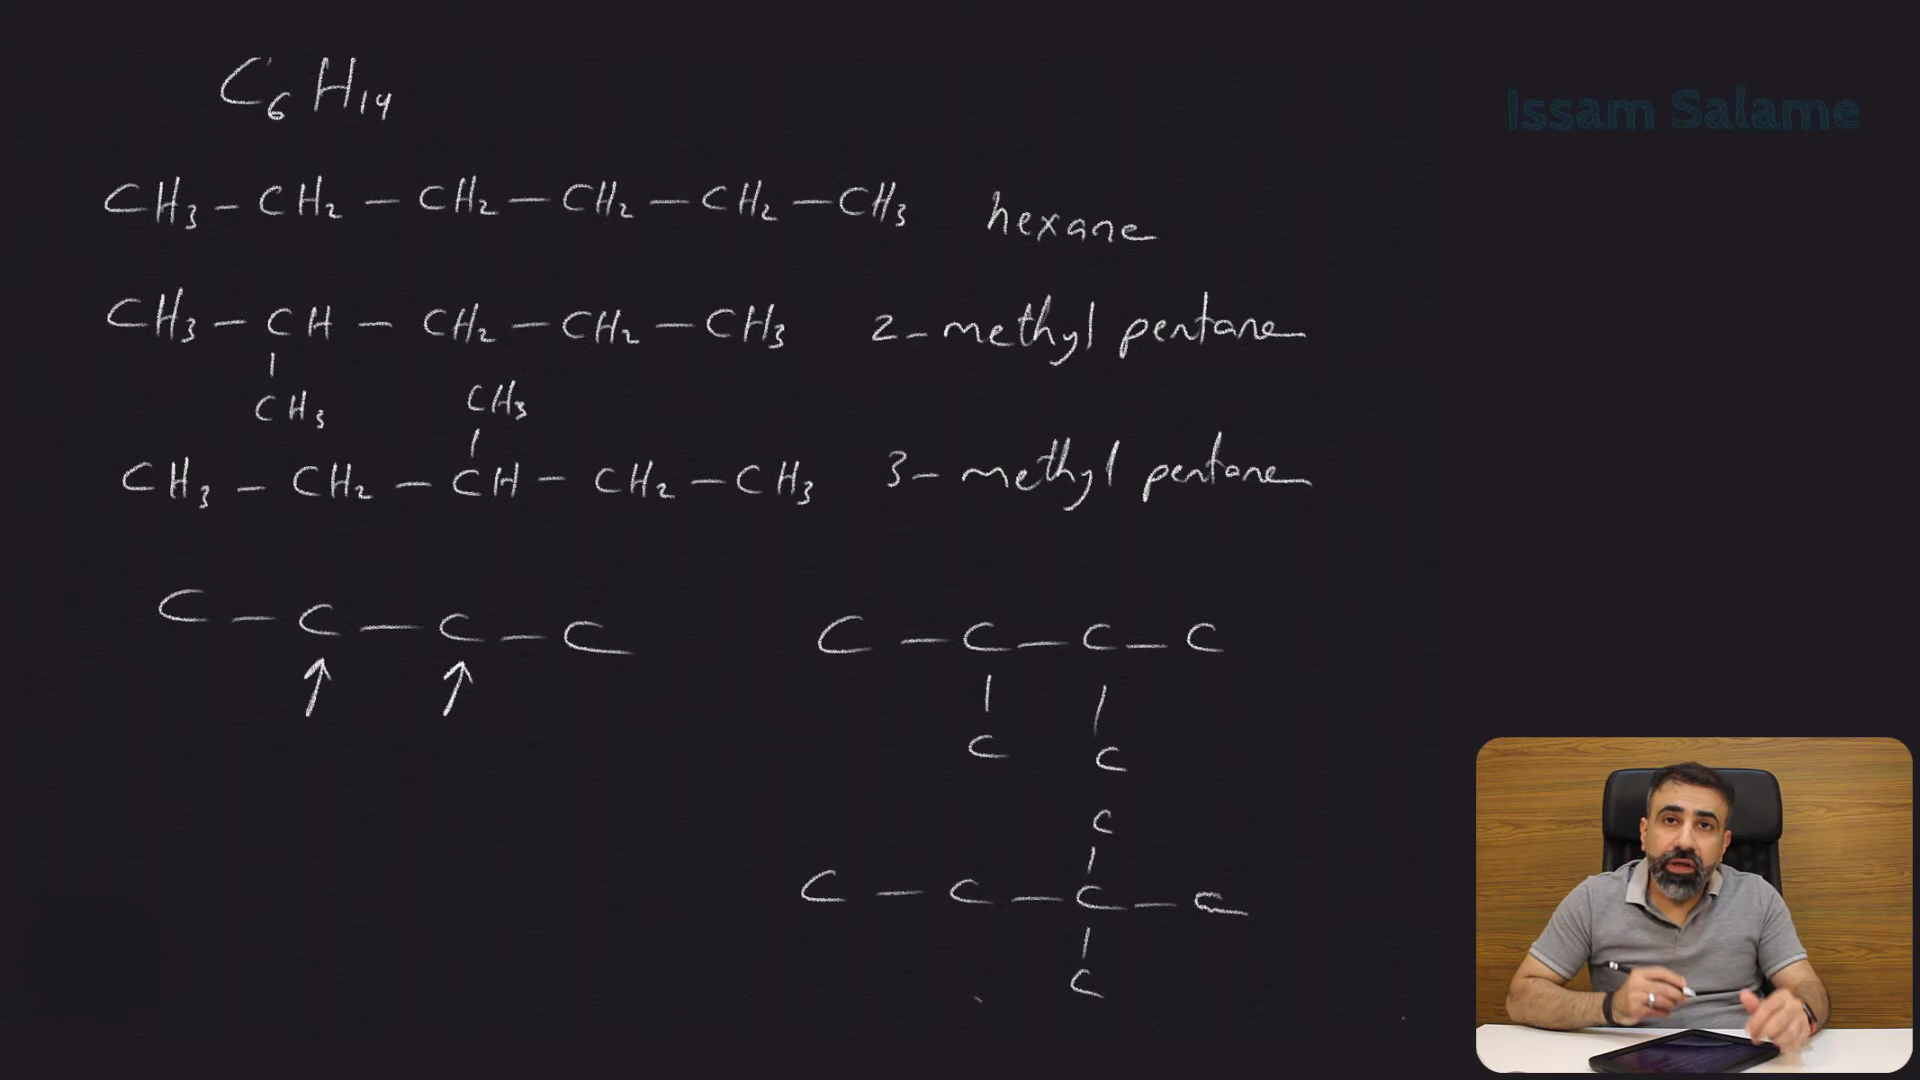 C6H14
Issam Salame
CH3 – CH2 – CH2 – CH2 – CH2 – CH3 hexane
CH3 – CH – CH2 – CH2 – CH3 2-methyl pentane
CH3
CH3
CH3 – CH2 – CH – CH2 – CH3 3-methyl pentane
C – C – C – C
C – C – C – C
C C
C
C – C – C – C
C